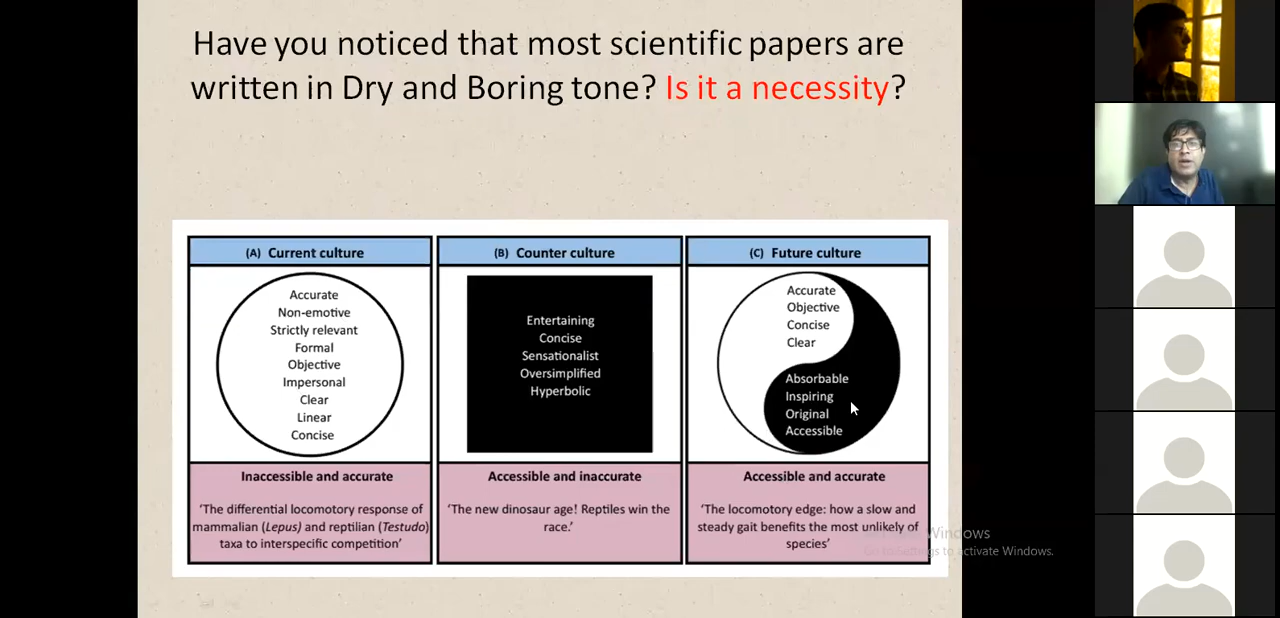 Have you noticed that most scientific papers are
written in Dry and Boring tone? Is it a necessity?
(A) Current culture
Accurate
Non-emotive
Strictly relevant
Formal
Objective
Impersonal
Clear
Linear
Concise
Inaccessible and accurate
'The differential locomotory response of
mammalian (Lepus) and reptilian (Testudo)
taxa to interspecific competition'
(B) Counter culture
Entertaining
Concise
Sensationalist
Oversimplified
Hyperbolic
Accessible and inaccurate
'The new dinosaur age! Reptiles win the
race.'
(C) Future culture
Accurate
Objective
Concise
Clear
Absorbable
Inspiring
Original
Accessible
Accessible and accurate
'The locomotory edge: how a slow and
steady gait benefits the most unlikely of
species'
Windows
Go to Settings to activate Windows.